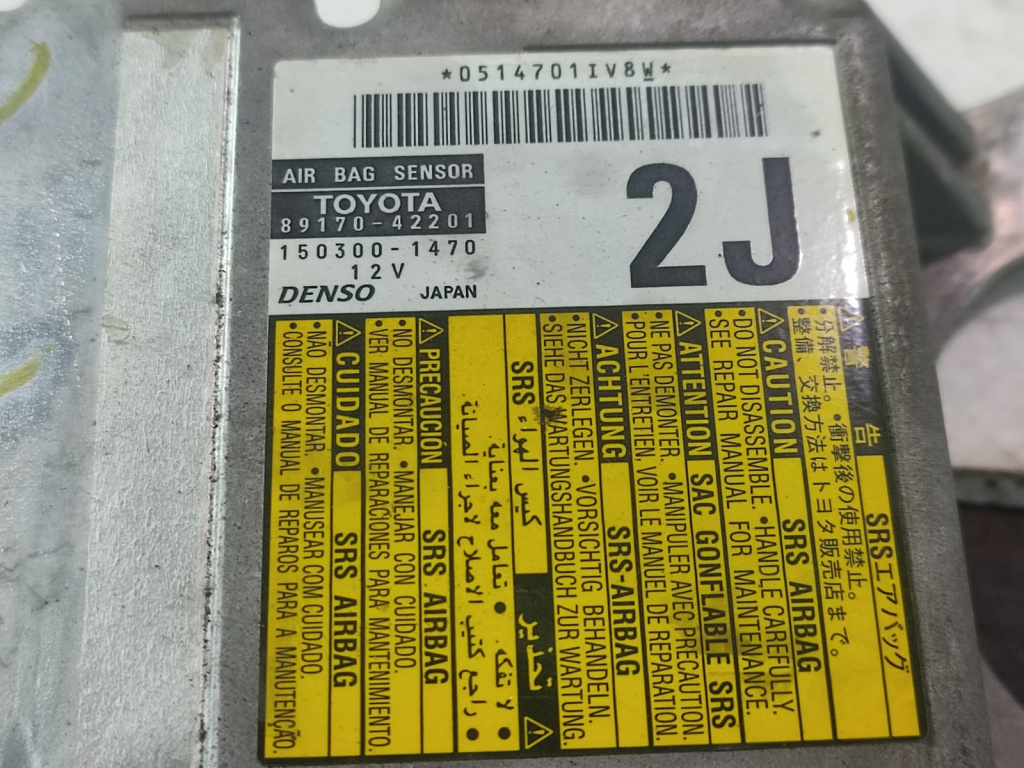 *0514701IV8W*
AIR BAG SENSOR
TOYOTA
89170-42201
150300-1470
12V
DENSO JAPAN
2J
⚠警告 SRSエアバッグ
•分解禁止。•衝撃後の使用禁止。
•整備、交換方法はトヨタ販売店まで。
⚠CAUTION SRS AIRBAG
•DO NOT DISASSEMBLE. •HANDLE CAREFULLY.
•SEE REPAIR MANUAL FOR MAINTENANCE.
⚠ATTENTION SAC GONFLABLE SRS
•NE PAS DEMONTER. •MANIPULER AVEC PRECAUTION.
•POUR L'ENTRETIEN, VOIR LE MANUEL DE REPARATION.
⚠ACHTUNG SRS-AIRBAG
•NICHT ZERLEGEN. •VORSICHTIG BEHANDELN.
•SIEHE DAS WARTUNGSHANDBUCH ZUR WARTUNG.
⚠ تحذير كيس الهواء SRS
• لا تفكه. • تعامل معه بعناية
• راجع كتيب الاصلاح لاجراء الصيانة.
⚠PRECAUCIÓN SRS AIRBAG
•NO DESMONTAR. •MANEJAR CON CUIDADO.
•VER MANUAL DE REPARACIONES PARA MANTENIMIENTO.
⚠CUIDADO SRS AIRBAG
•NÃO DESMONTAR. •MANUSEAR COM CUIDADO.
•CONSULTE O MANUAL DE REPAROS PARA A MANUTENÇÃO.